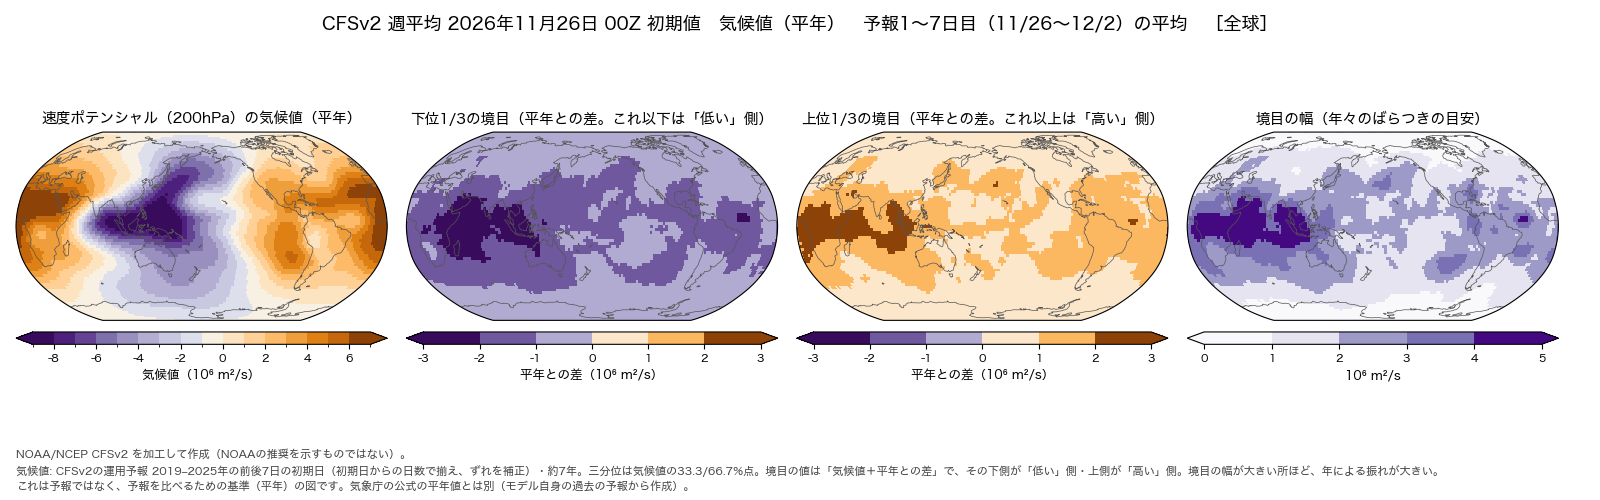 CFSv2 週平均 2026年11月26日 00Z 初期値　気候値（平年）　予報1～7日目（11/26～12/2）の平均　［全球］
速度ポテンシャル（200hPa）の気候値（平年）
下位1/3の境目（平年との差。これ以下は「低い」側）
上位1/3の境目（平年との差。これ以上は「高い」側）
境目の幅（年々のばらつきの目安）
-8 -6 -4 -2 0 2 4 6
気候値（10⁶ m²/s）
-3 -2 -1 0 1 2 3
平年との差（10⁶ m²/s）
-3 -2 -1 0 1 2 3
平年との差（10⁶ m²/s）
0 1 2 3 4 5
10⁶ m²/s
NOAA/NCEP CFSv2 を加工して作成（NOAAの推奨を示すものではない）。
気候値: CFSv2の運用予報 2019–2025年の前後7日の初期日（初期日からの日数で揃え、ずれを補正）・約7年。三分位は気候値の33.3/66.7%点。境目の値は「気候値＋平年との差」で、その下側が「低い」側・上側が「高い」側。境目の幅が大きい所ほど、年による振れが大きい。
これは予報ではなく、予報を比べるための基準（平年）の図です。気象庁の公式の平年値とは別（モデル自身の過去の予報から作成）。